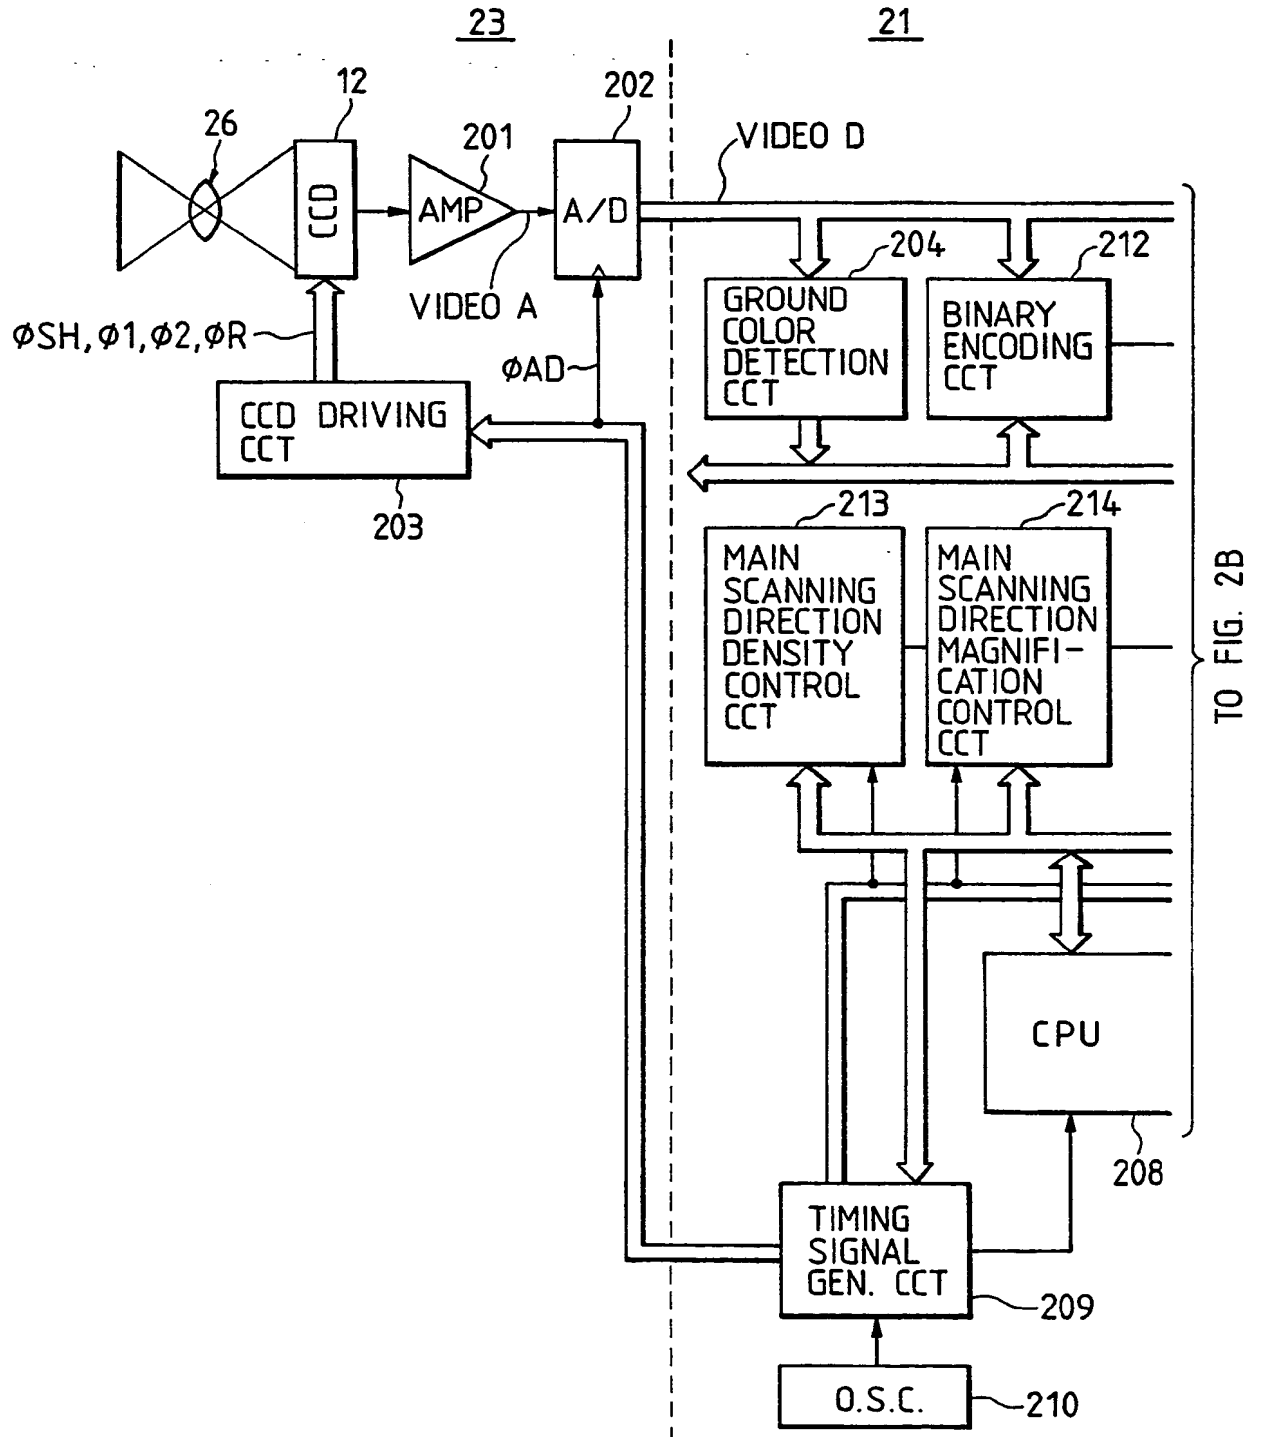 23
21
26
12
201
202
VIDEO D
CCD
AMP
A/D
VIDEO A
204
212
GROUND
COLOR
DETECTION
CCT
BINARY
ENCODING
CCT
ØSH, Ø1, Ø2, ØR
ØAD
CCD DRIVING
CCT
203
213
214
MAIN
SCANNING
DIRECTION
DENSITY
CONTROL
CCT
MAIN
SCANNING
DIRECTION
MAGNIFI-
CATION
CONTROL
CCT
TO FIG. 2B
CPU
208
TIMING
SIGNAL
GEN. CCT
209
O.S.C.
210